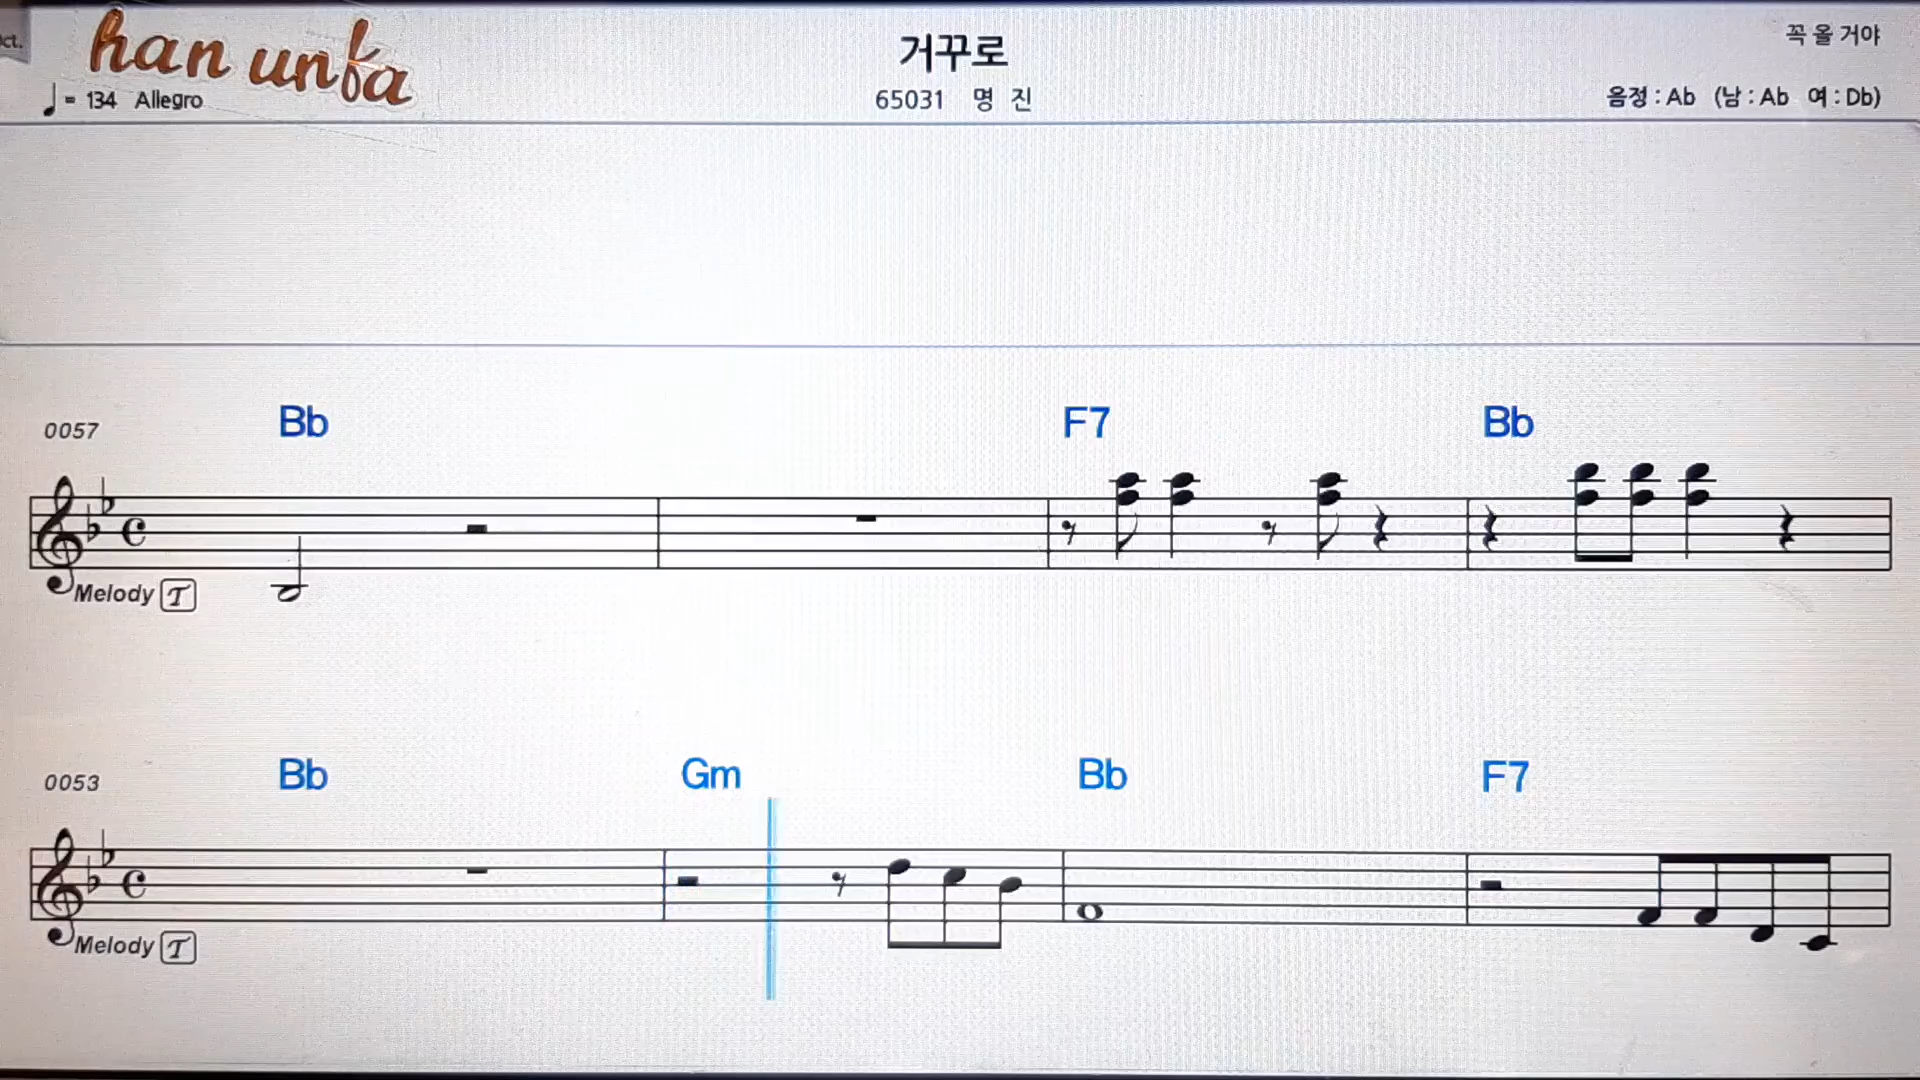 ct.
han unfa
거꾸로
꼭 올 거야
♩= 134 Allegro
65031 명 진
음정 : Ab (남 : Ab 여 : Db)
0057 Bb F7 Bb
Melody T
0053 Bb Gm Bb F7
Melody T